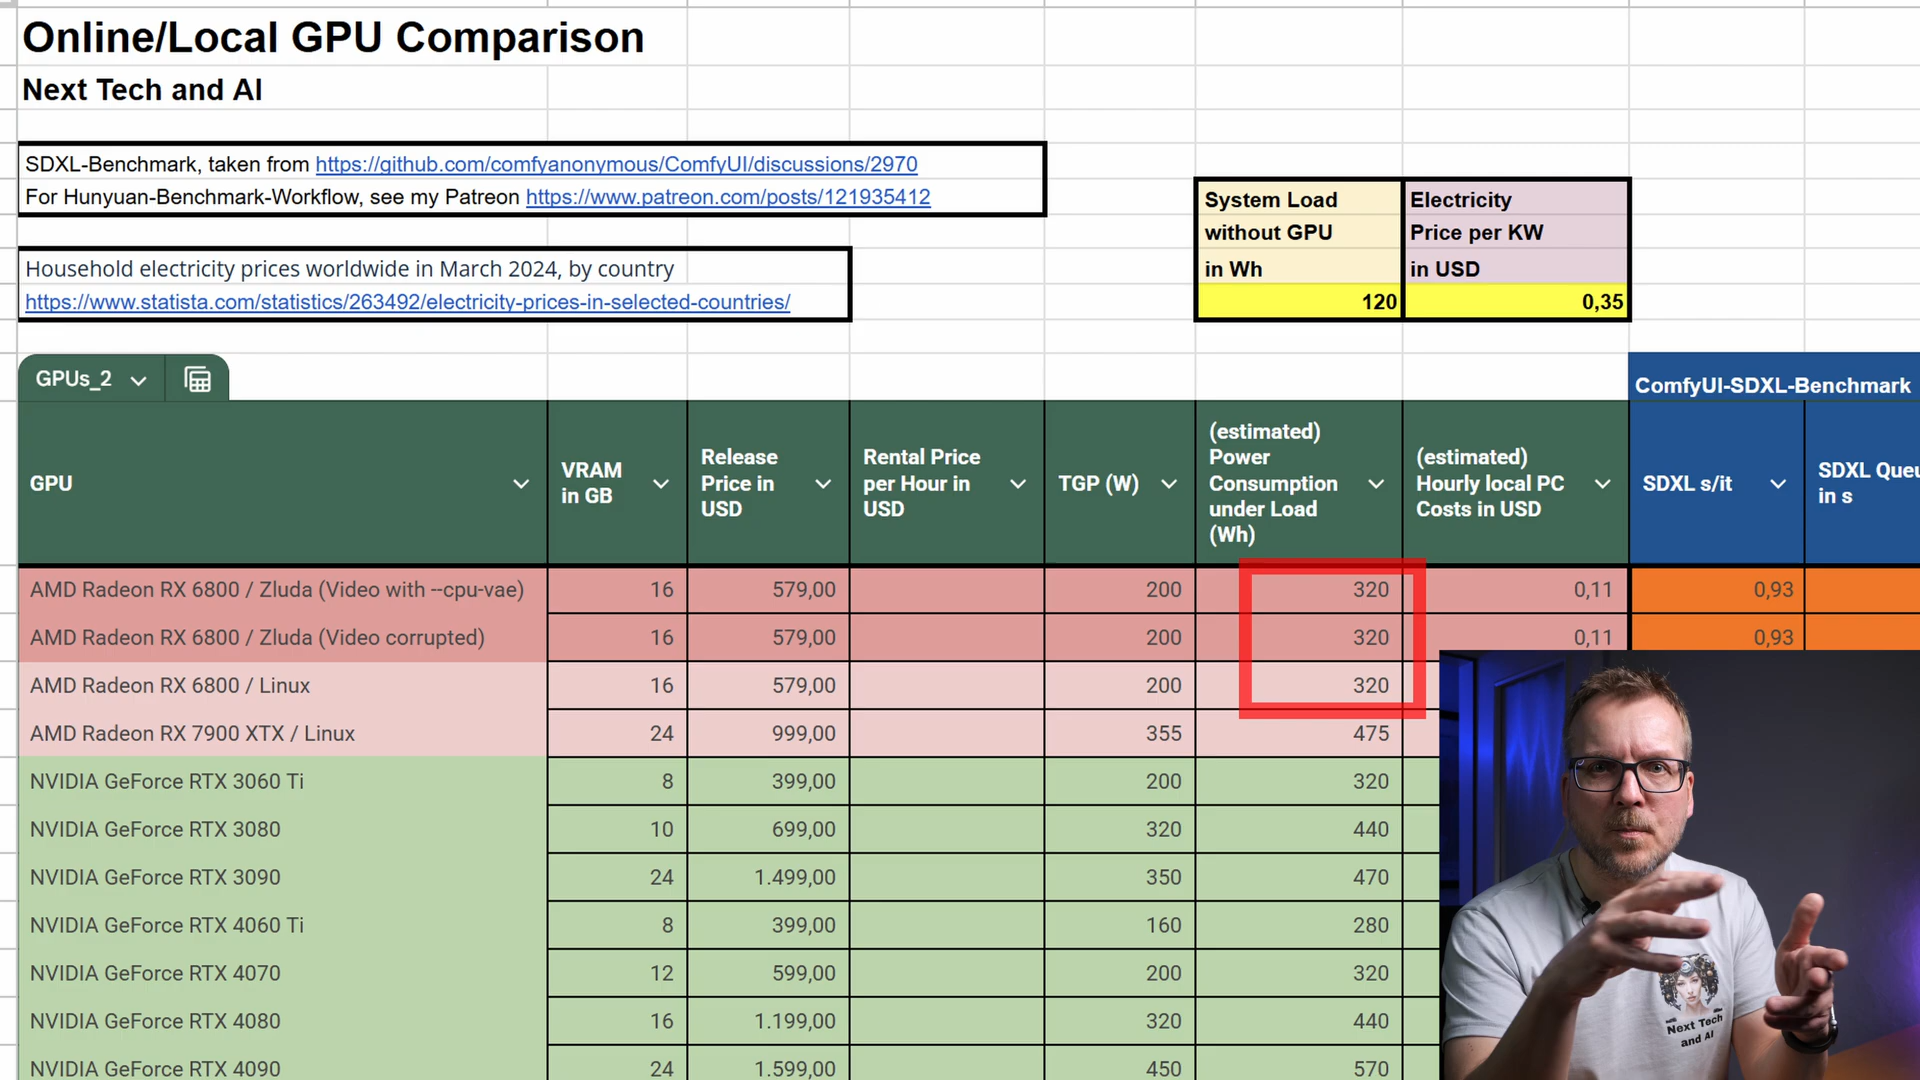 Online/Local GPU Comparison
Next Tech and AI
SDXL-Benchmark, taken from https://github.com/comfyanonymous/ComfyUI/discussions/2970
For Hunyuan-Benchmark-Workflow, see my Patreon https://www.patreon.com/posts/121935412
Household electricity prices worldwide in March 2024, by country
https://www.statista.com/statistics/263492/electricity-prices-in-selected-countries/
System Load without GPU in Wh
Electricity Price per KW in USD
120 0,35
GPUs_2
ComfyUI-SDXL-Benchmark
GPU
VRAM in GB
Release Price in USD
Rental Price per Hour in USD
TGP (W)
(estimated) Power Consumption under Load (Wh)
(estimated) Hourly local PC Costs in USD
SDXL s/it
SDXL Queu
in s
AMD Radeon RX 6800 / Zluda (Video with --cpu-vae) 16 579,00 200 320 0,11 0,93
AMD Radeon RX 6800 / Zluda (Video corrupted) 16 579,00 200 320 0,11 0,93
AMD Radeon RX 6800 / Linux 16 579,00 200 320
AMD Radeon RX 7900 XTX / Linux 24 999,00 355 475
NVIDIA GeForce RTX 3060 Ti 8 399,00 200 320
NVIDIA GeForce RTX 3080 10 699,00 320 440
NVIDIA GeForce RTX 3090 24 1.499,00 350 470
NVIDIA GeForce RTX 4060 Ti 8 399,00 160 280
NVIDIA GeForce RTX 4070 12 599,00 200 320
NVIDIA GeForce RTX 4080 16 1.199,00 320 440
NVIDIA GeForce RTX 4090 24 1.599,00 450 570
Next Tech
and AI